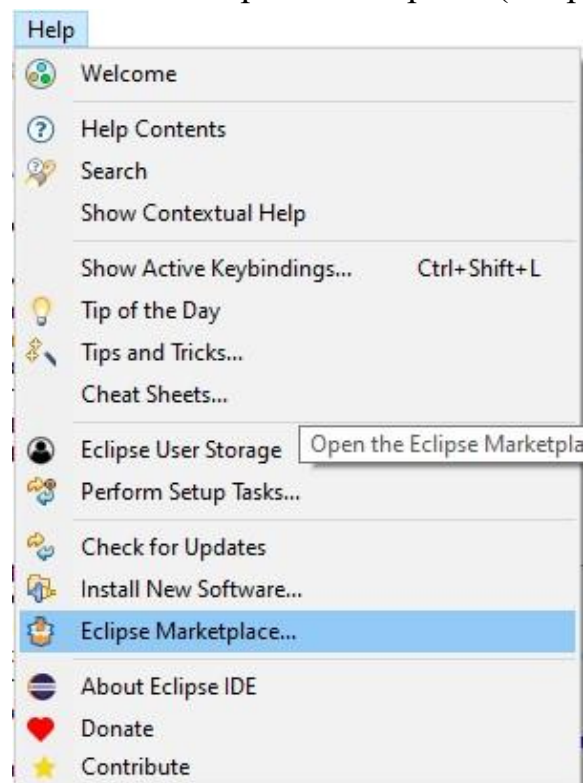 Help
Welcome
Help Contents
Search
Show Contextual Help
Show Active Keybindings... Ctrl+Shift+L
Tip of the Day
Tips and Tricks...
Cheat Sheets...
Eclipse User Storage Open the Eclipse
Perform Setup Tasks...
Check for Updates
Install New Software...
Eclipse Marketplace...
About Eclipse IDE
Donate
Contribute